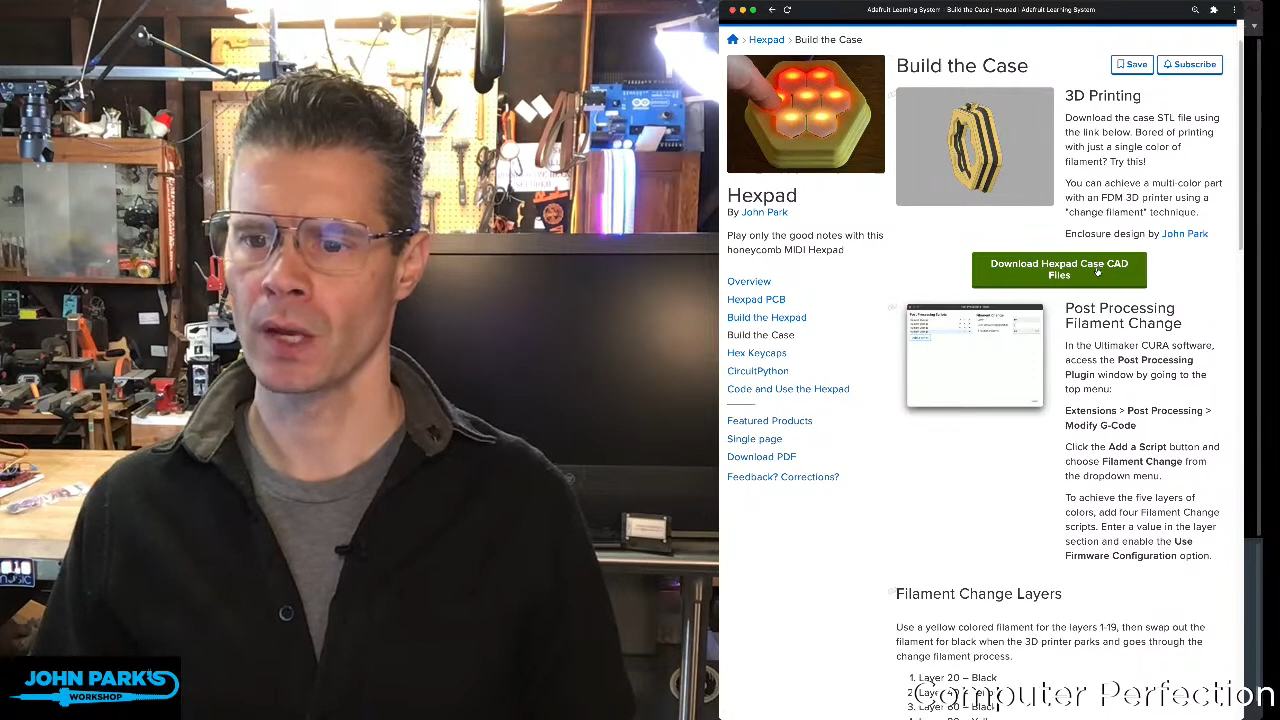 Adafruit Learning System - Build the Case | Hexpad | Adafruit Learning System
Hexpad > Build the Case
Build the Case
Save
Subscribe
Hexpad
By John Park
Play only the good notes with this
honeycomb MIDI Hexpad
Overview
Hexpad PCB
Build the Hexpad
Build the Case
Hex Keycaps
CircuitPython
Code and Use the Hexpad
Featured Products
Single page
Download PDF
Feedback? Corrections?
3D Printing
Download the case STL file using
the link below. Bored of printing
with just a single color of
filament? Try this!
You can achieve a multi-color part
with an FDM 3D printer using a
"change filament" technique.
Enclosure design by John Park
Download Hexpad Case CAD
Files
Post Processing
Filament Change
In the Ultimaker CURA software,
access the Post Processing
Plugin window by going to the
top menu:
Extensions > Post Processing >
Modify G-Code
Click the Add a Script button and
choose Filament Change from
the dropdown menu.
To achieve the five layers of
colors, add four Filament Change
scripts. Enter a value in the layer
section and enable the Use
Firmware Configuration option.
Filament Change Layers
Use a yellow colored filament for the layers 1-19, then swap out the
filament for black when the 3D printer parks and goes through the
change filament process.
1. Layer 20 – Black
JOHN PARK'S
WORKSHOP
Computer Perfection